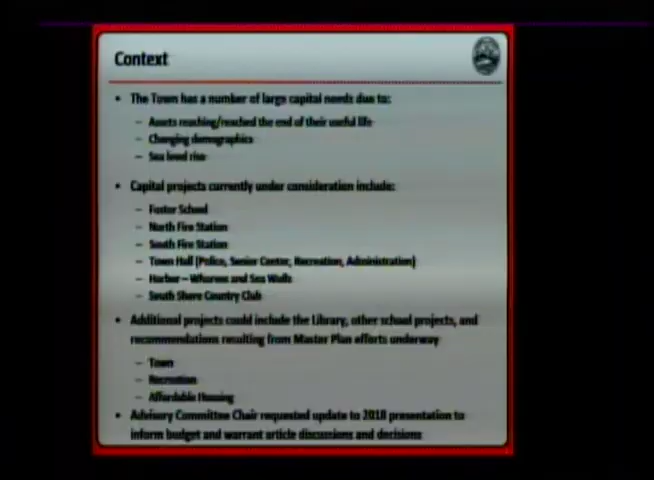 Context
• The Town has a number of large capital needs due to:
– Assets reaching/reached the end of their useful life
– Changing demographics
– Sea level rise
• Capital projects currently under consideration include:
– Foster School
– North Fire Station
– South Fire Station
– Town Hall (Police, Senior Center, Recreation, Administration)
– Harbor – Wharves and Sea Walls
– South Shore Country Club
• Additional projects could include the Library, other school projects, and
recommendations resulting from Master Plan efforts underway
– Town
– Recreation
– Affordable Housing
• Advisory Committee Chair requested update to 2018 presentation to
inform budget and warrant article discussions and decisions